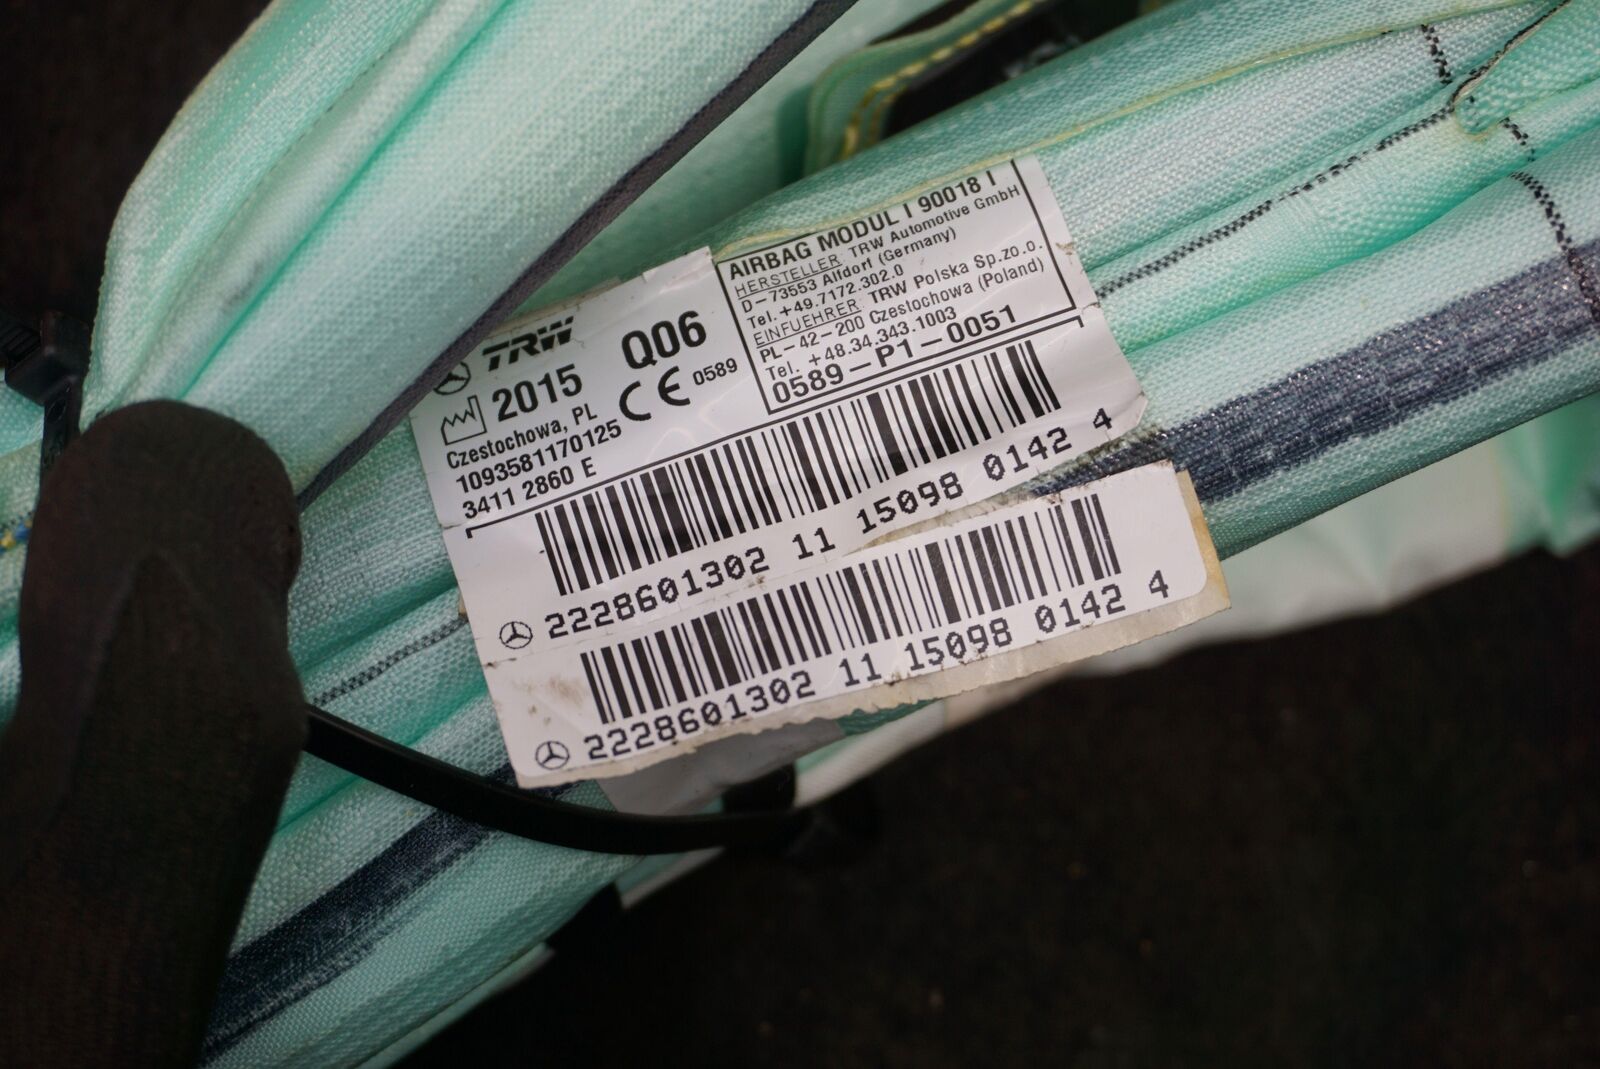 TRW Q06
2015 CE 0589
Czestochowa, PL
1093581170125
3411 2860 E
AIRBAG MODUL I 90018 I
HERSTELLER: TRW Automotive GmbH
D-73553 Alfdorf (Germany)
Tel.+49.7172.302.0
EINFUEHRER: TRW Polska Sp.zo.o.
PL-42-200 Czestochowa (Poland)
Tel. +48.34.343.1003
0589-P1-0051
2228601302 11 15098 0142 4
2228601302 11 15098 0142 4